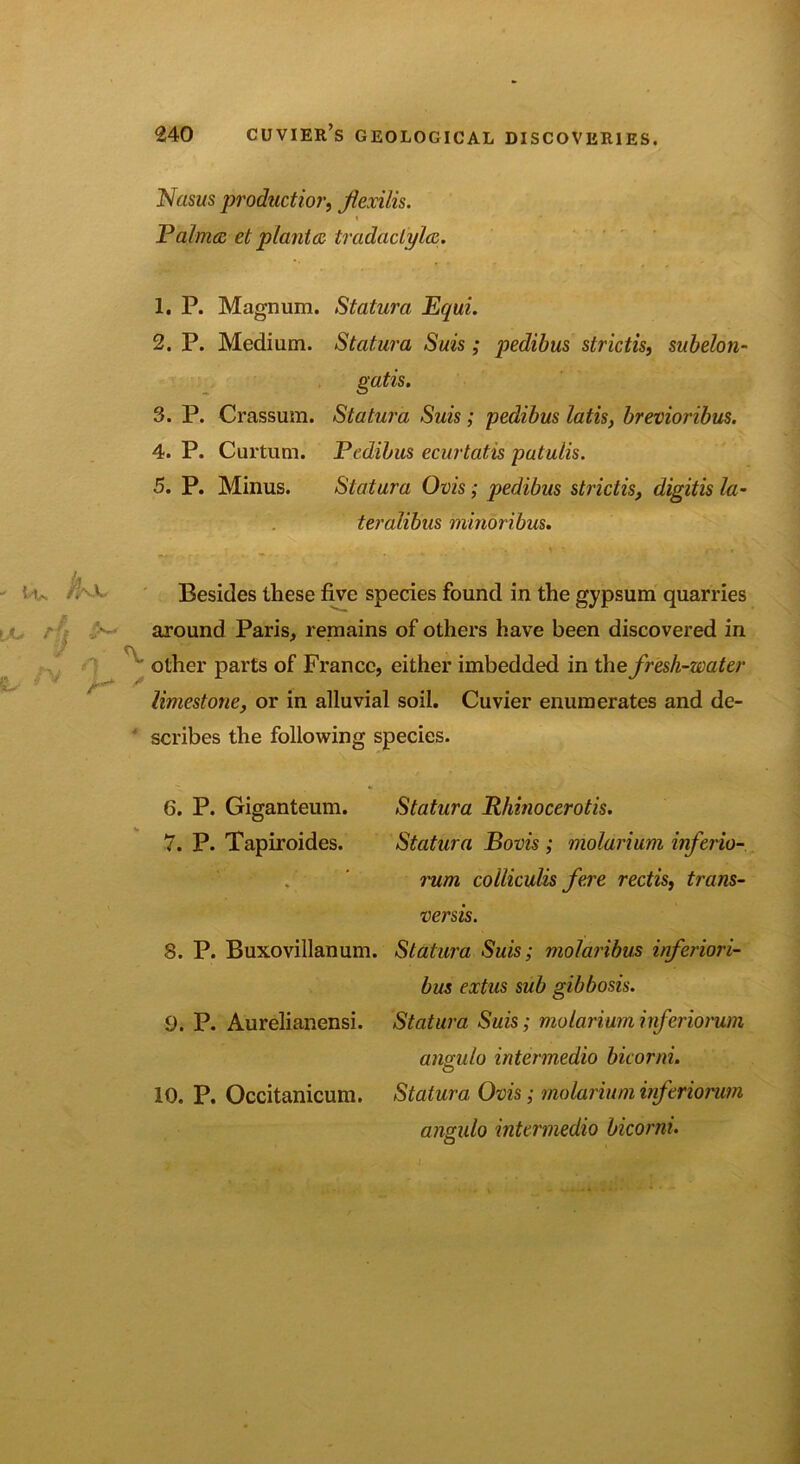 240 CUVIER'S GEOLOGICAL DISCOVERIES.
Nasus productior, flexilis.
Palmæ et plantæ tradactylæ.
1. P. Magnum. Statura Equi.
2. P. Medium. Statura Suis ; pedibus strictis, subelon-
gatis.
3. P. Crassum. Statura Suis ; pedibus latis, brevioribus.
4. P. Curtum. Pedibus ecurtatis patulis.
5. P. Minus. Statura Ovis ; pedibus strictis, digitis la-
teralibus minoribus.
Besides these five species found in the gypsum quarries
around Paris, remains of others have been discovered in
other parts of France, either imbedded in the fresh-water
limestone, or in alluvial soil. Cuvier enumerates and de-
scribes the following species.
6. P. Giganteum. Statura Rhinocerotis.
7. P. Tapiroides. Statura Bovis ; molarium inferio-
rum colliculis fere rectis, trans-
versis.
8. P. Buxovillanum. Statura Suis ; molaribus inferiori-
bus extus sub gibbosis.
9. P. Aurelianensi. Statura Suis ; molarium inferiorum
angulo intermedio bicorni.
10. P. Occitanicum. Statura Ovis ; molarium inferiorum
angulo intermedio bicorni.